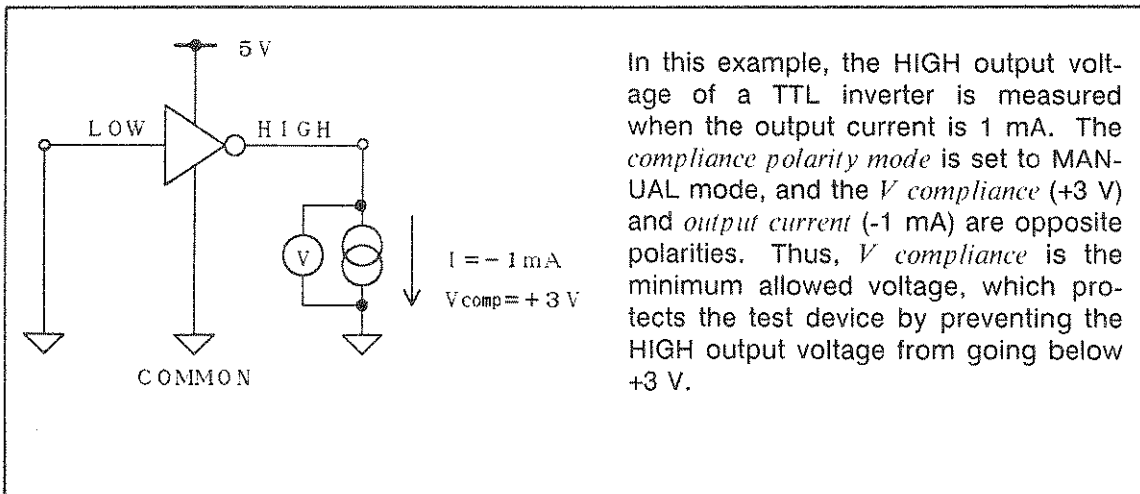 5V
LOW
HIGH
V
I = - 1 mA
Vcomp = + 3 V
COMMON
In this example, the HIGH output volt-
age of a TTL inverter is measured
when the output current is 1 mA. The
compliance polarity mode is set to MAN-
UAL mode, and the V compliance (+3 V)
and output current (-1 mA) are opposite
polarities. Thus, V compliance is the
minimum allowed voltage, which pro-
tects the test device by preventing the
HIGH output voltage from going below
+3 V.